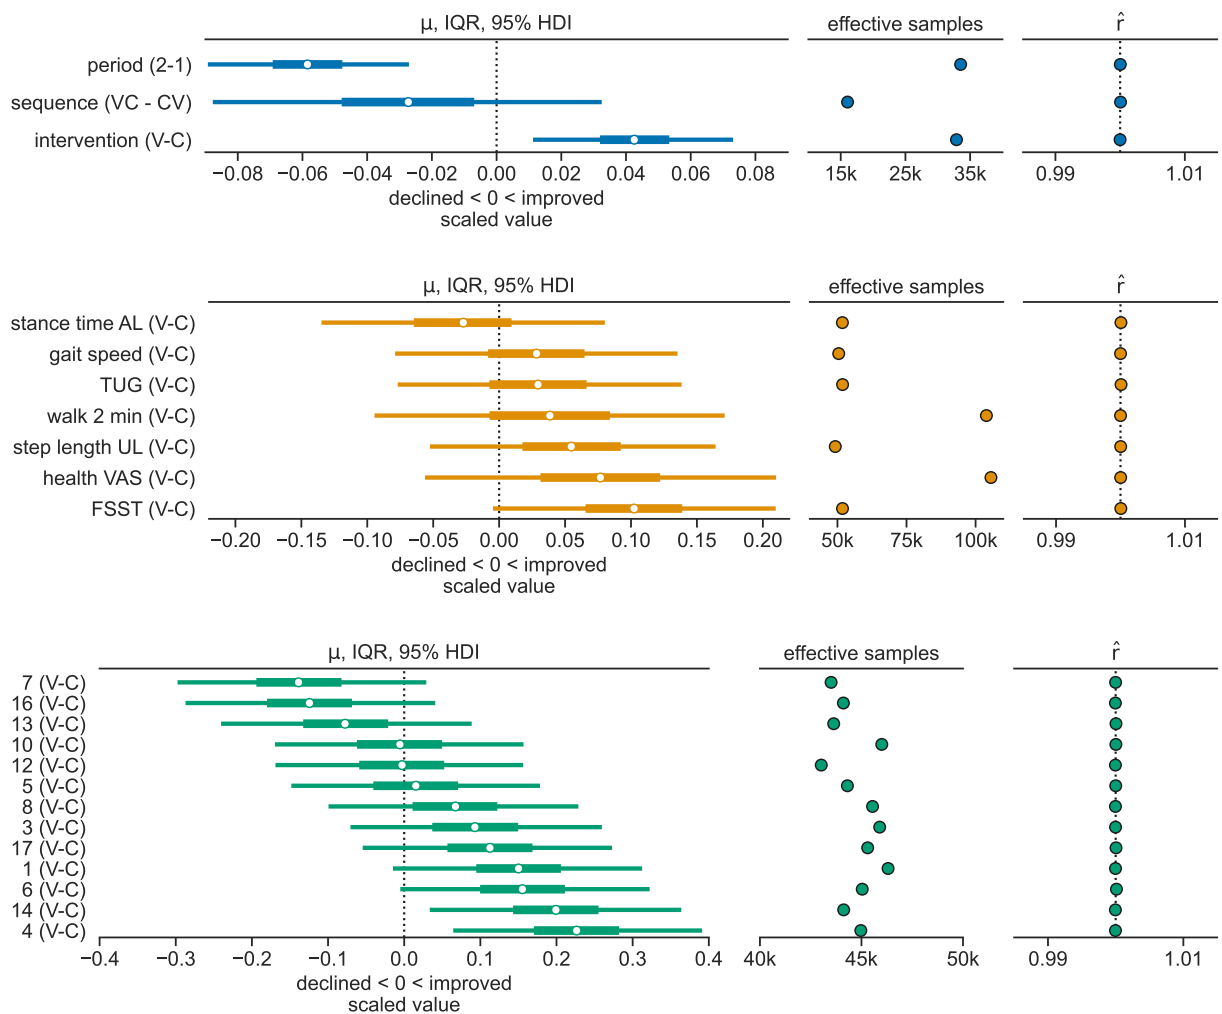 μ, IQR, 95% HDI effective samples r̂
period (2-1)
sequence (VC - CV)
intervention (V-C)
−0.08 −0.06 −0.04 −0.02 0.00 0.02 0.04 0.06 0.08 15k 25k 35k 0.99 1.01
declined < 0 < improved
scaled value
μ, IQR, 95% HDI effective samples r̂
stance time AL (V-C)
gait speed (V-C)
TUG (V-C)
walk 2 min (V-C)
step length UL (V-C)
health VAS (V-C)
FSST (V-C)
−0.20 −0.15 −0.10 −0.05 0.00 0.05 0.10 0.15 0.20 50k 75k 100k 0.99 1.01
declined < 0 < improved
scaled value
μ, IQR, 95% HDI effective samples r̂
7 (V-C)
16 (V-C)
13 (V-C)
10 (V-C)
12 (V-C)
5 (V-C)
8 (V-C)
3 (V-C)
17 (V-C)
1 (V-C)
6 (V-C)
14 (V-C)
4 (V-C)
−0.4 −0.3 −0.2 −0.1 0.0 0.1 0.2 0.3 0.4 40k 45k 50k 0.99 1.01
declined < 0 < improved
scaled value